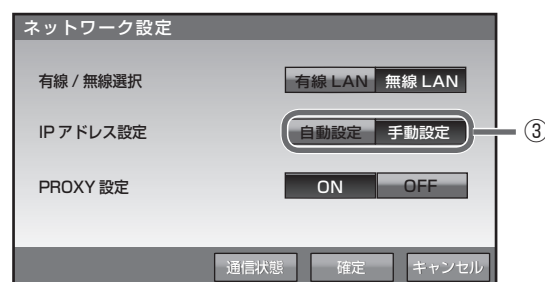 ネットワーク設定
有線 / 無線選択 有線 LAN 無線 LAN
IP アドレス設定 自動設定 手動設定 ③
PROXY 設定 ON OFF
通信状態 確定 キャンセル